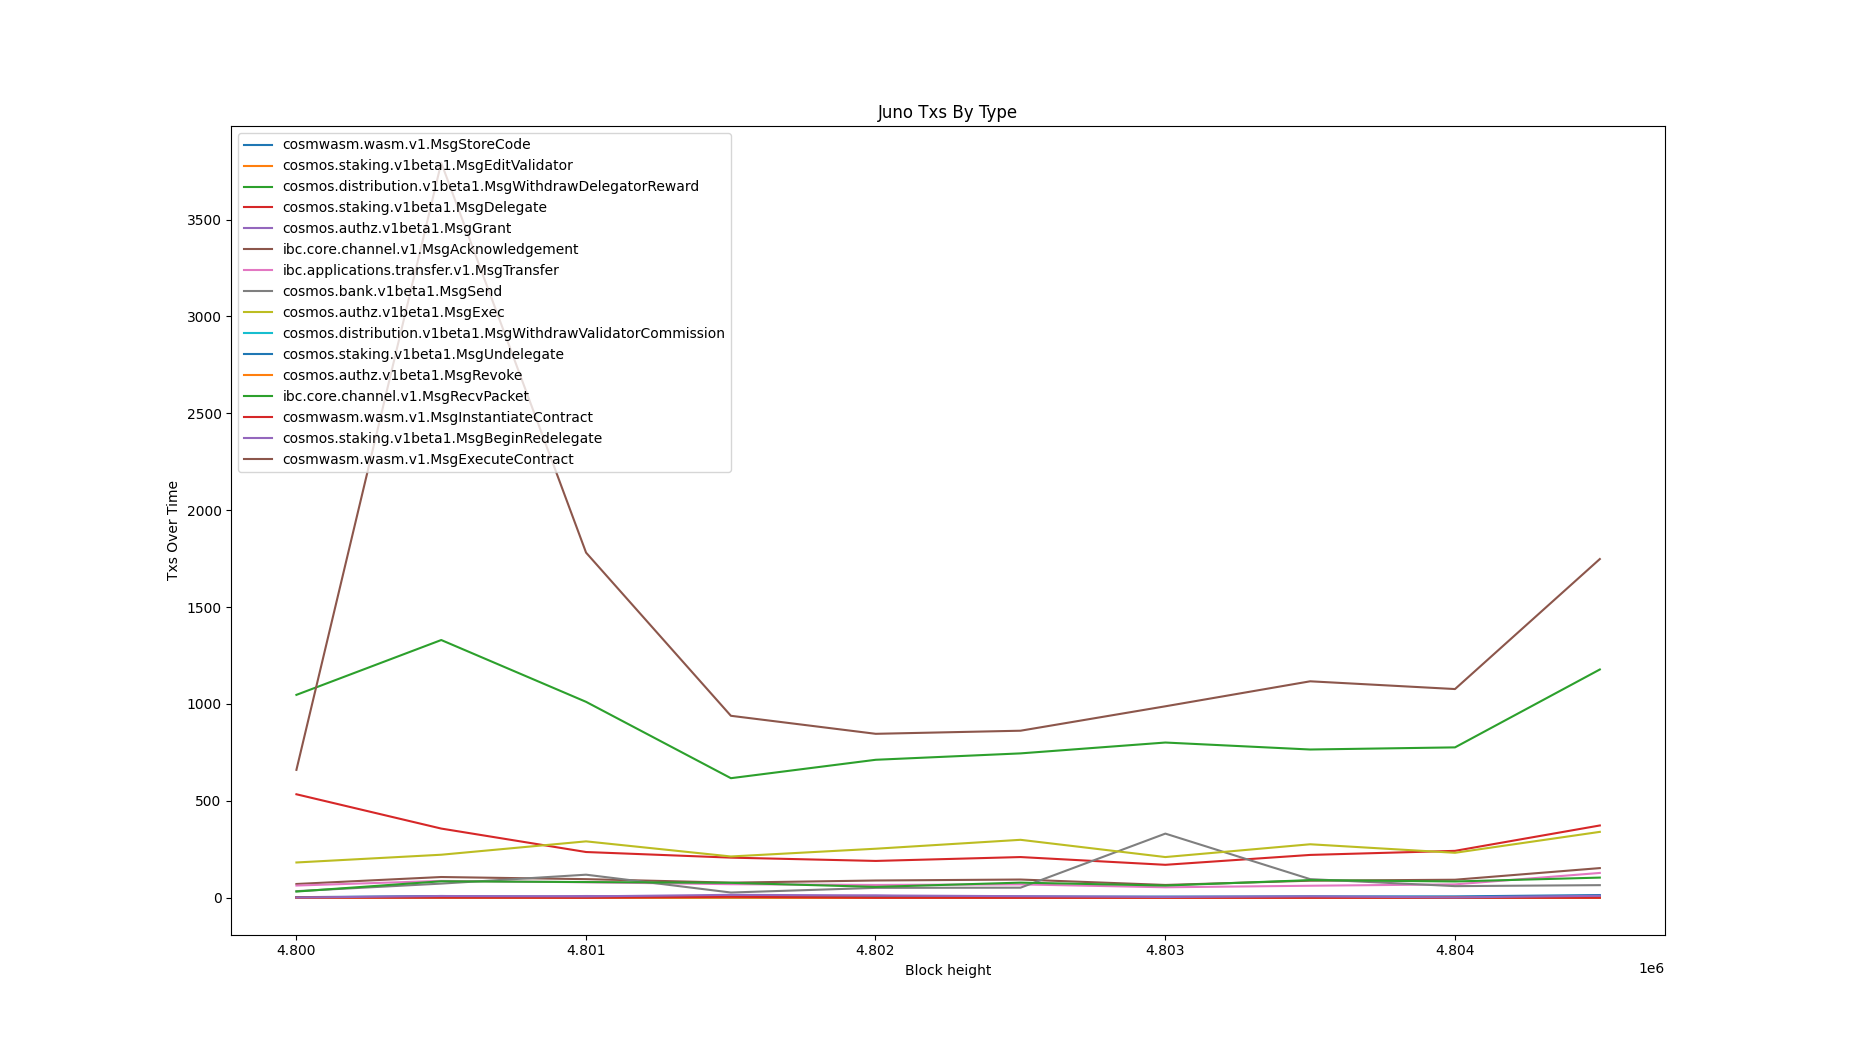 Juno Txs By Type
cosmwasm.wasm.v1.MsgStoreCode
cosmos.staking.v1beta1.MsgEditValidator
cosmos.distribution.v1beta1.MsgWithdrawDelegatorReward
cosmos.staking.v1beta1.MsgDelegate
cosmos.authz.v1beta1.MsgGrant
ibc.core.channel.v1.MsgAcknowledgement
ibc.applications.transfer.v1.MsgTransfer
cosmos.bank.v1beta1.MsgSend
cosmos.authz.v1beta1.MsgExec
cosmos.distribution.v1beta1.MsgWithdrawValidatorCommission
cosmos.staking.v1beta1.MsgUndelegate
cosmos.authz.v1beta1.MsgRevoke
ibc.core.channel.v1.MsgRecvPacket
cosmwasm.wasm.v1.MsgInstantiateContract
cosmos.staking.v1beta1.MsgBeginRedelegate
cosmwasm.wasm.v1.MsgExecuteContract
Txs Over Time
3500
3000
2500
2000
1500
1000
500
0
4.800 4.801 4.802 4.803 4.804
1e6
Block height